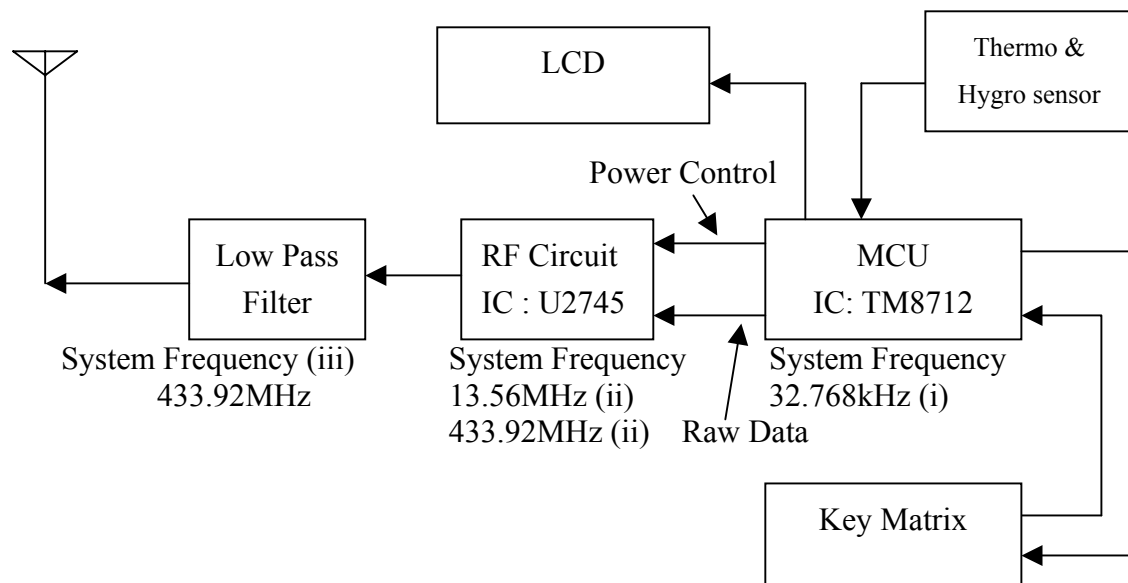 LCD
Thermo &
Hygro sensor
Power Control
Low Pass
Filter
RF Circuit
IC : U2745
MCU
IC: TM8712
System Frequency (iii)
433.92MHz
System Frequency
13.56MHz (ii)
433.92MHz (ii)
Raw Data
System Frequency
32.768kHz (i)
Key Matrix